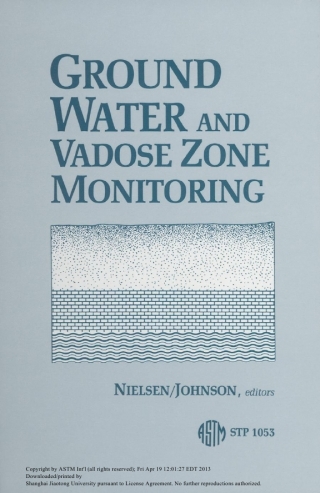 GROUND
WATER AND
VADOSE ZONE
MONITORING
NIELSEN/JOHNSON, editors
ASTM STP 1053
Copyright by ASTM Int'l (all rights reserved); Fri Apr 19 12:01:27 EDT 2013
Downloaded/printed by
Shanghai Jiaotong University pursuant to License Agreement. No further reproductions authorized.